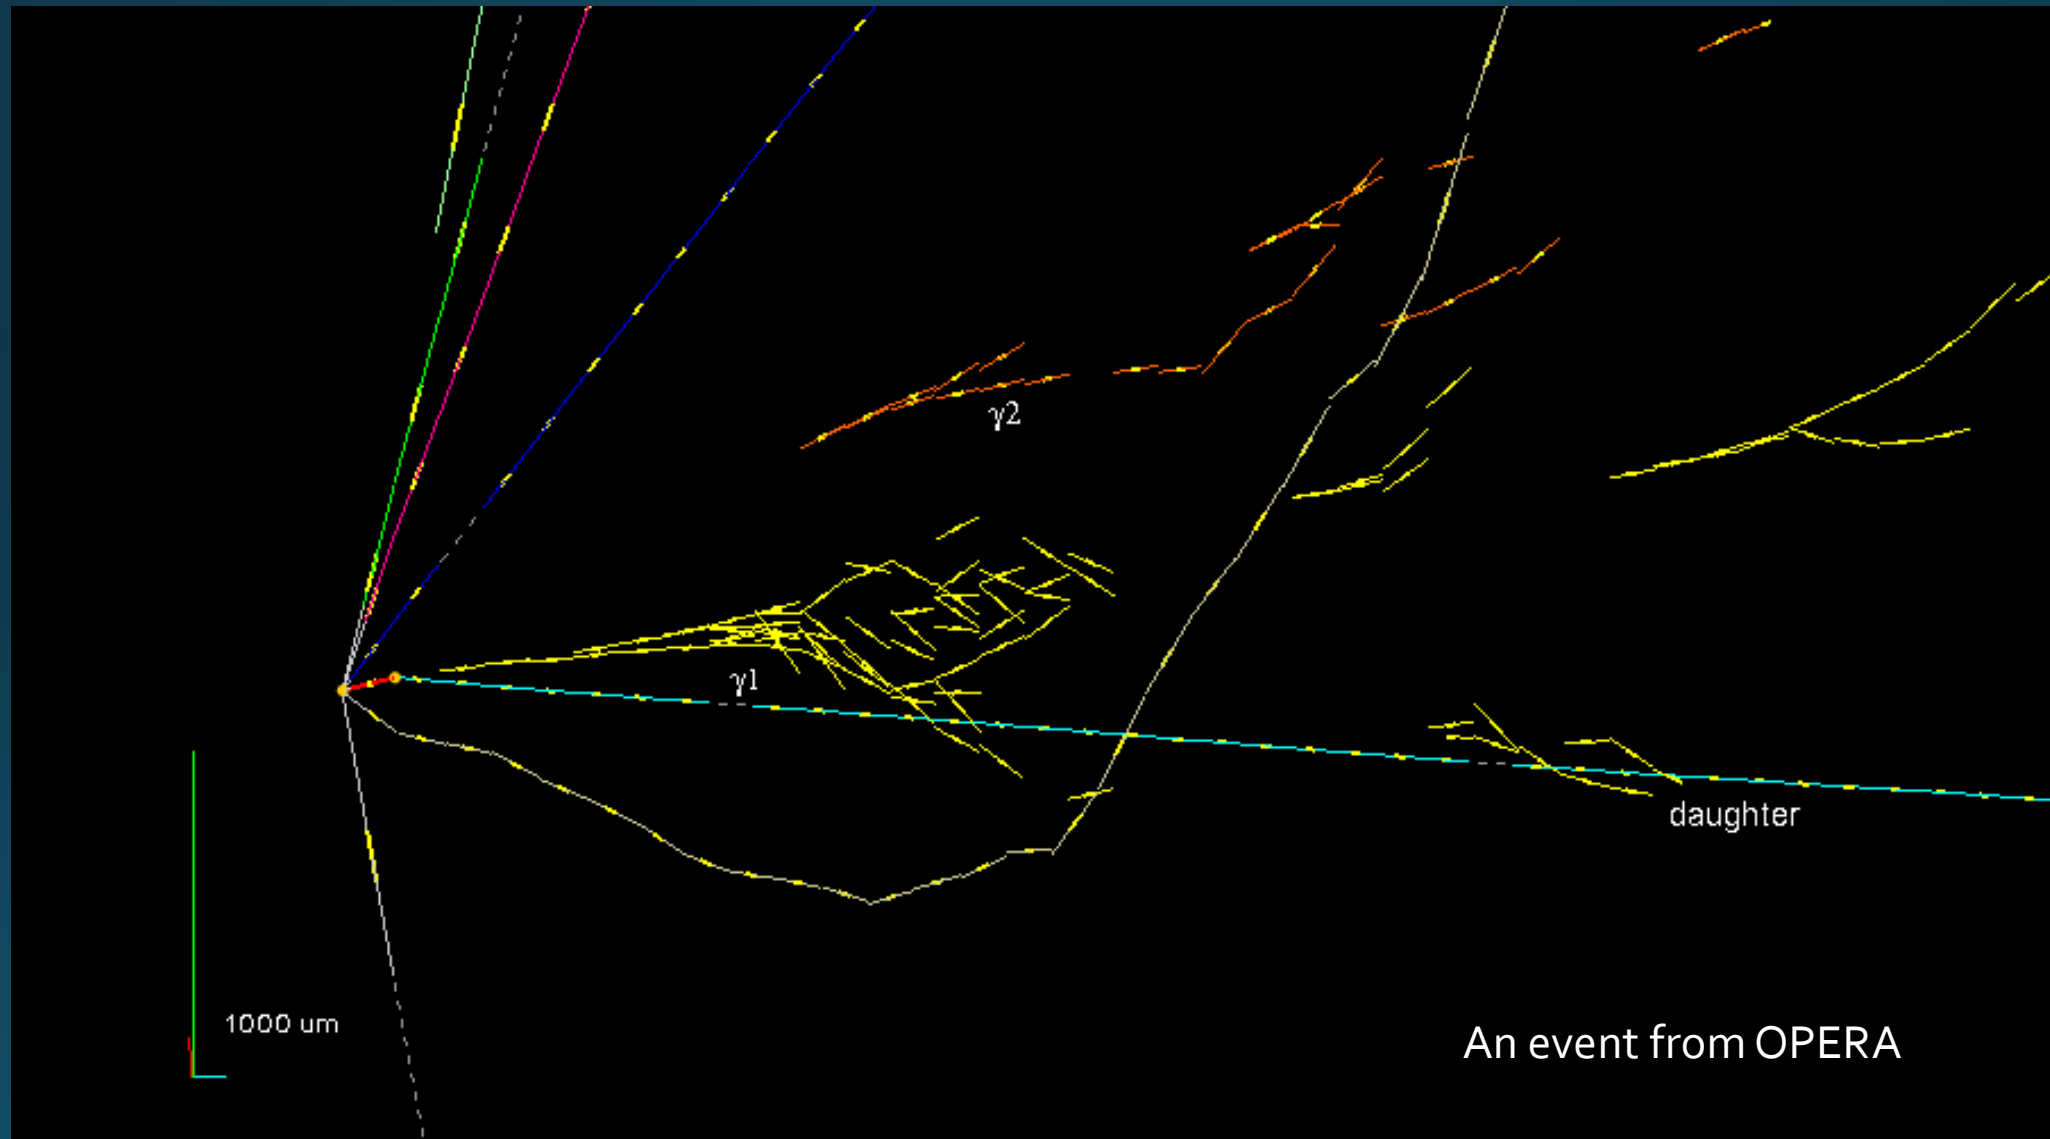 γ2
γ1
daughter
1000 um
An event from OPERA